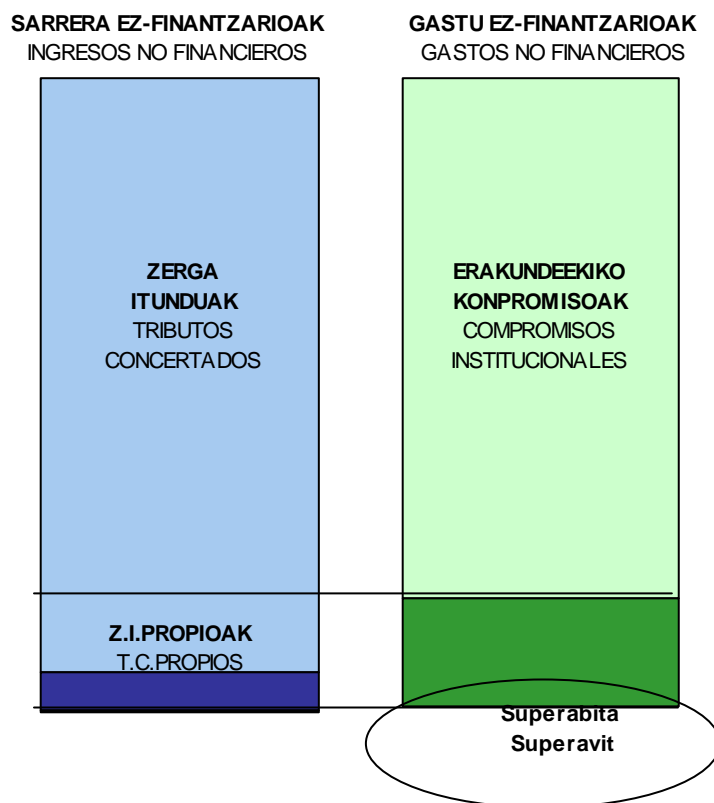 SARRERA EZ-FINANTZARIOAK
INGRESOS NO FINANCIEROS
GASTU EZ-FINANTZARIOAK
GASTOS NO FINANCIEROS
ZERGA
ITUNDUAK
TRIBUTOS
CONCERTADOS
ERAKUNDEEKIKO
KONPROMISOAK
COMPROMISOS
INSTITUCIONALES
Z.I.PROPIOAK
T.C.PROPIOS
Superabita
Superavit